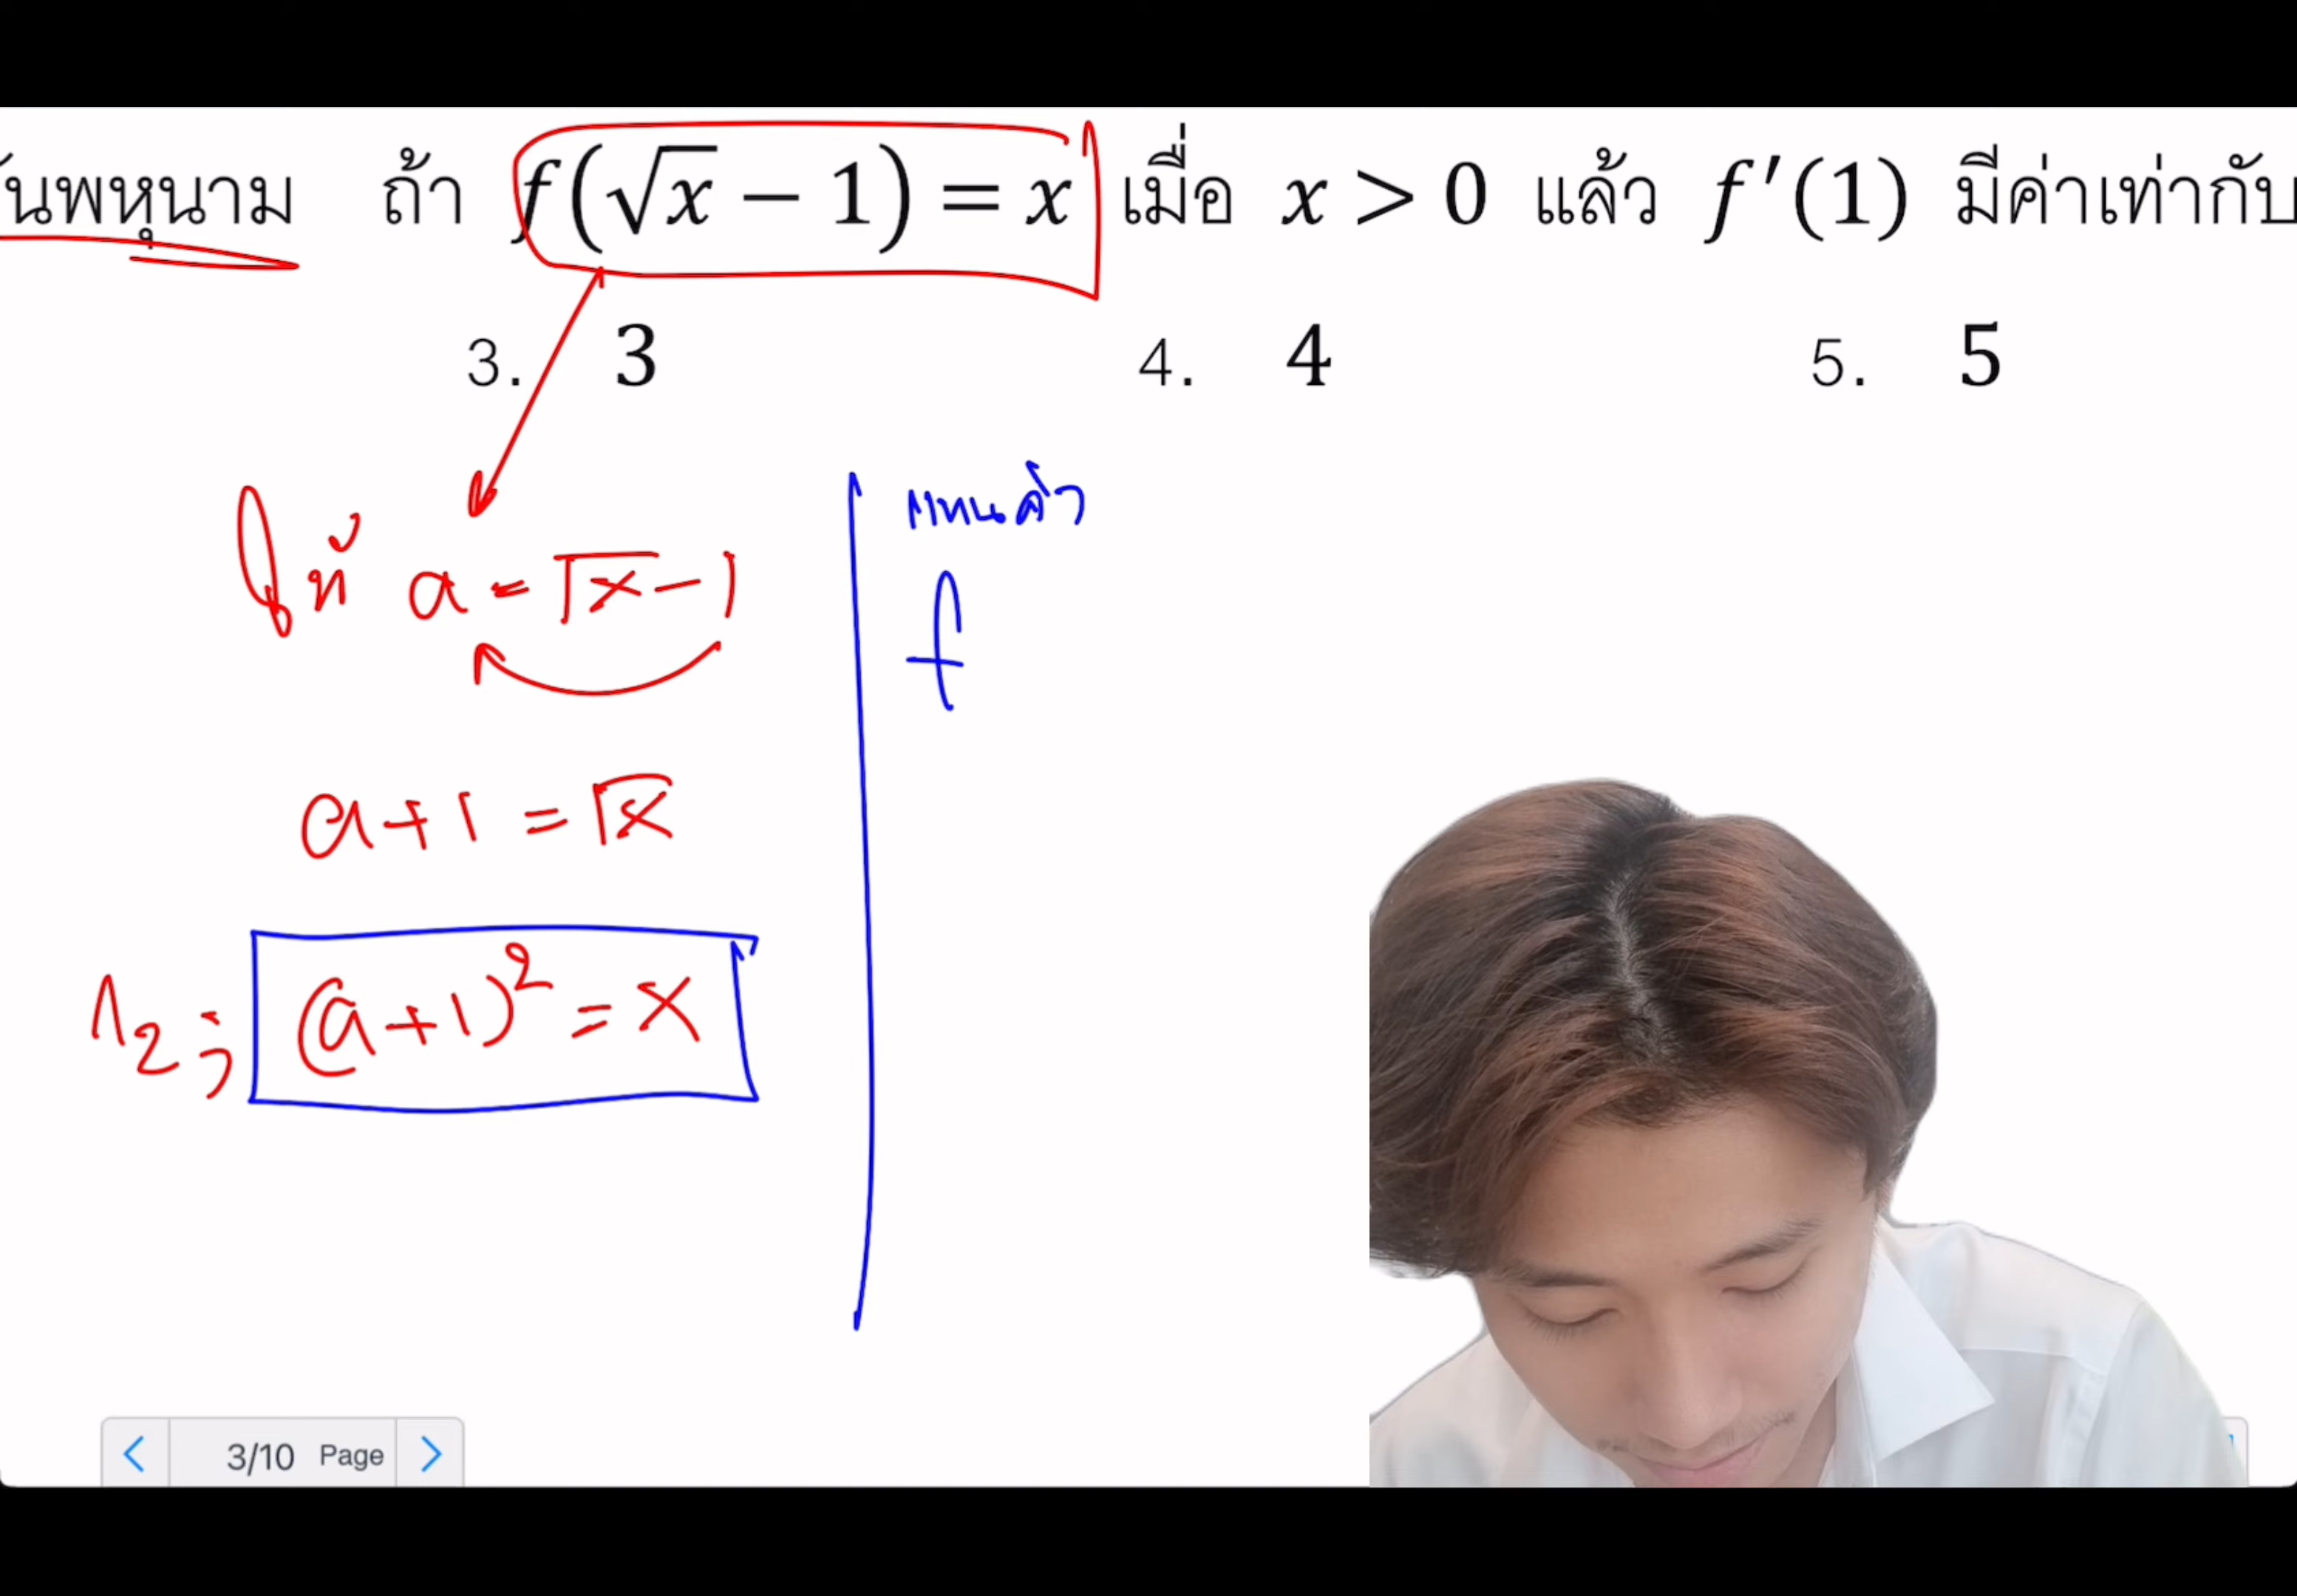 ันพหุนาม ถ้า f(√x − 1) = x เมื่อ x > 0 แล้ว f′(1) มีค่าเท่ากับ
3. 3 4. 4 5. 5
ให้ a = √x − 1
a + 1 = √x
^2; (a+1)² = x
แทนค่า
f
3/10 Page